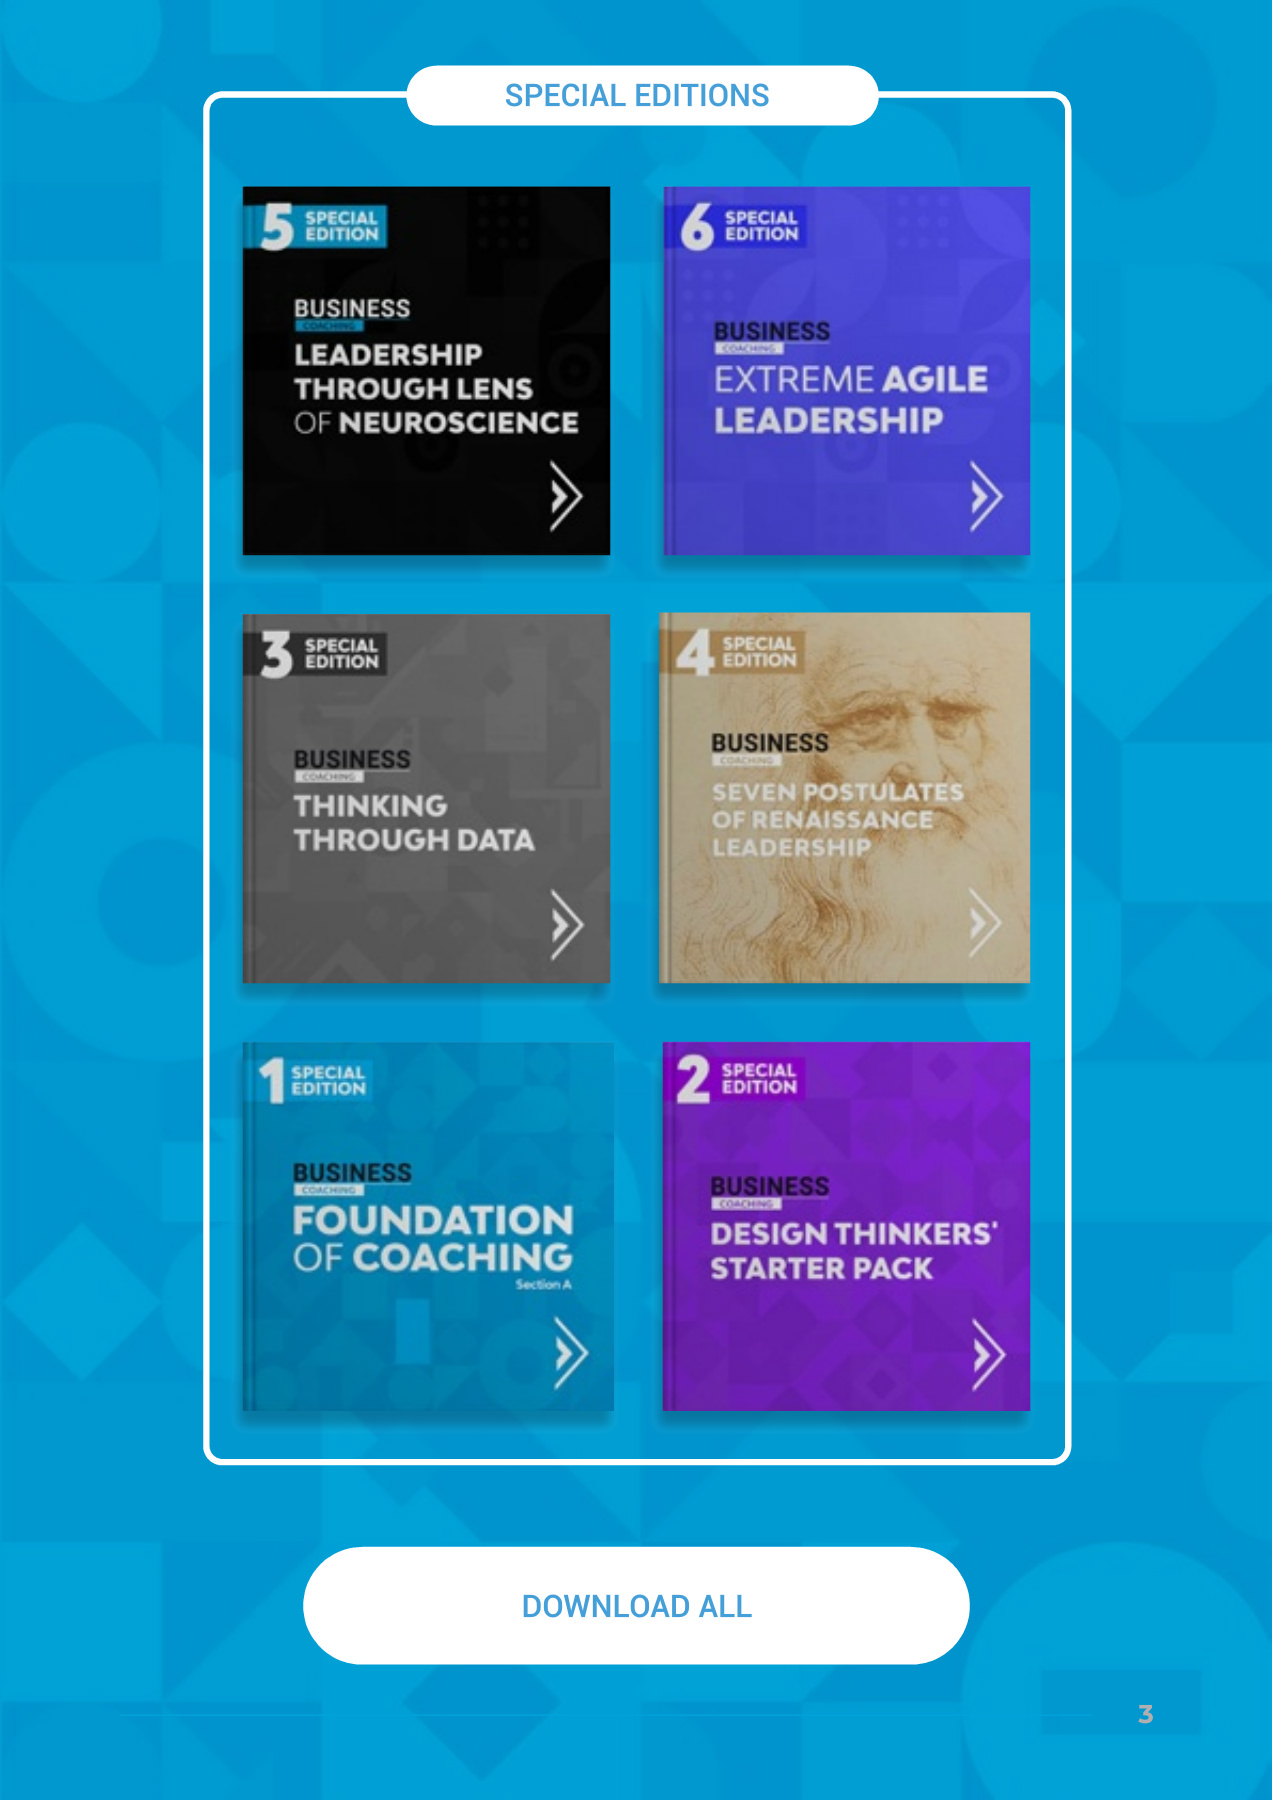 SPECIAL EDITIONS
5 SPECIAL
EDITION
BUSINESS
COACHING
LEADERSHIP
THROUGH LENS
OF NEUROSCIENCE
6 SPECIAL
EDITION
BUSINESS
COACHING
EXTREME AGILE
LEADERSHIP
3 SPECIAL
EDITION
BUSINESS
COACHING
THINKING
THROUGH DATA
4 SPECIAL
EDITION
BUSINESS
COACHING
SEVEN POSTULATES
OF RENAISSANCE
LEADERSHIP
1 SPECIAL
EDITION
BUSINESS
COACHING
FOUNDATION
OF COACHING
Section A
2 SPECIAL
EDITION
BUSINESS
COACHING
DESIGN THINKERS'
STARTER PACK
DOWNLOAD ALL
3